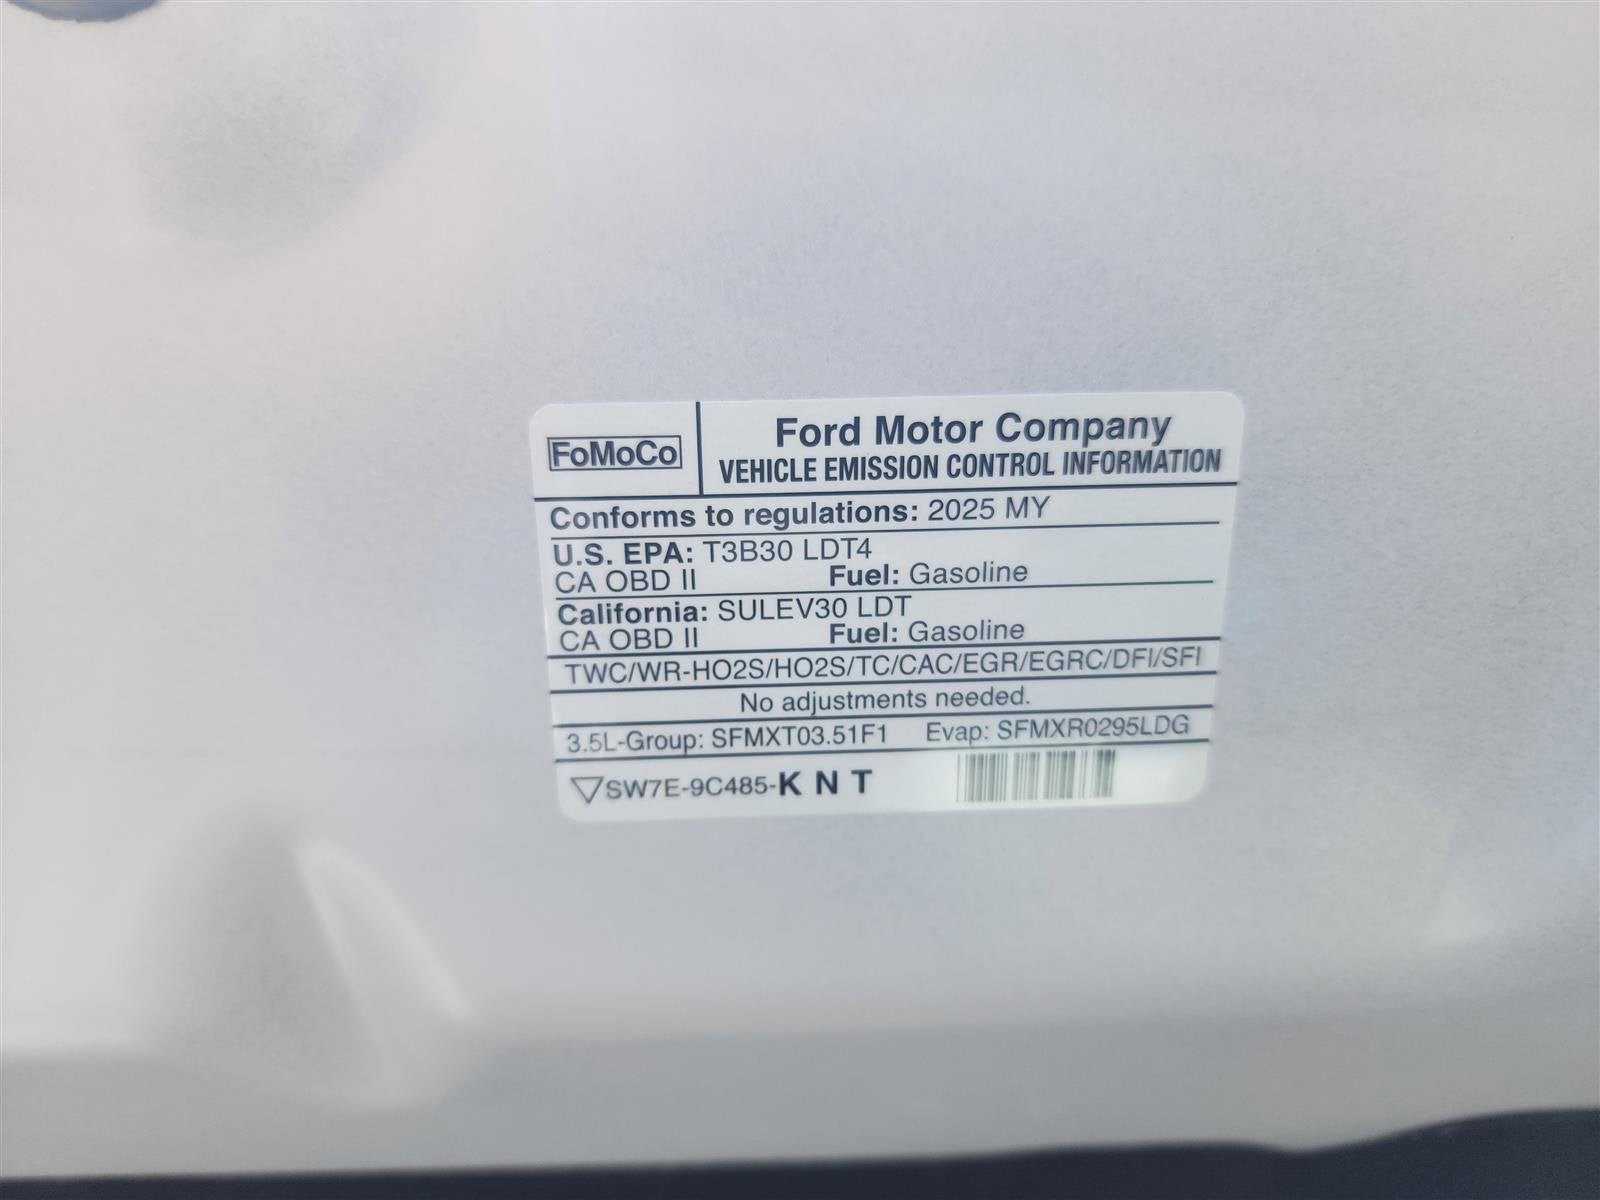 FoMoCo
Ford Motor Company
VEHICLE EMISSION CONTROL INFORMATION
Conforms to regulations: 2025 MY
U.S. EPA: T3B30 LDT4
CA OBD II Fuel: Gasoline
California: SULEV30 LDT
CA OBD II Fuel: Gasoline
TWC/WR-HO2S/HO2S/TC/CAC/EGR/EGRC/DFI/SFI
No adjustments needed.
3.5L-Group: SFMXT03.51F1 Evap: SFMXR0295LDG
SW7E-9C485-K N T